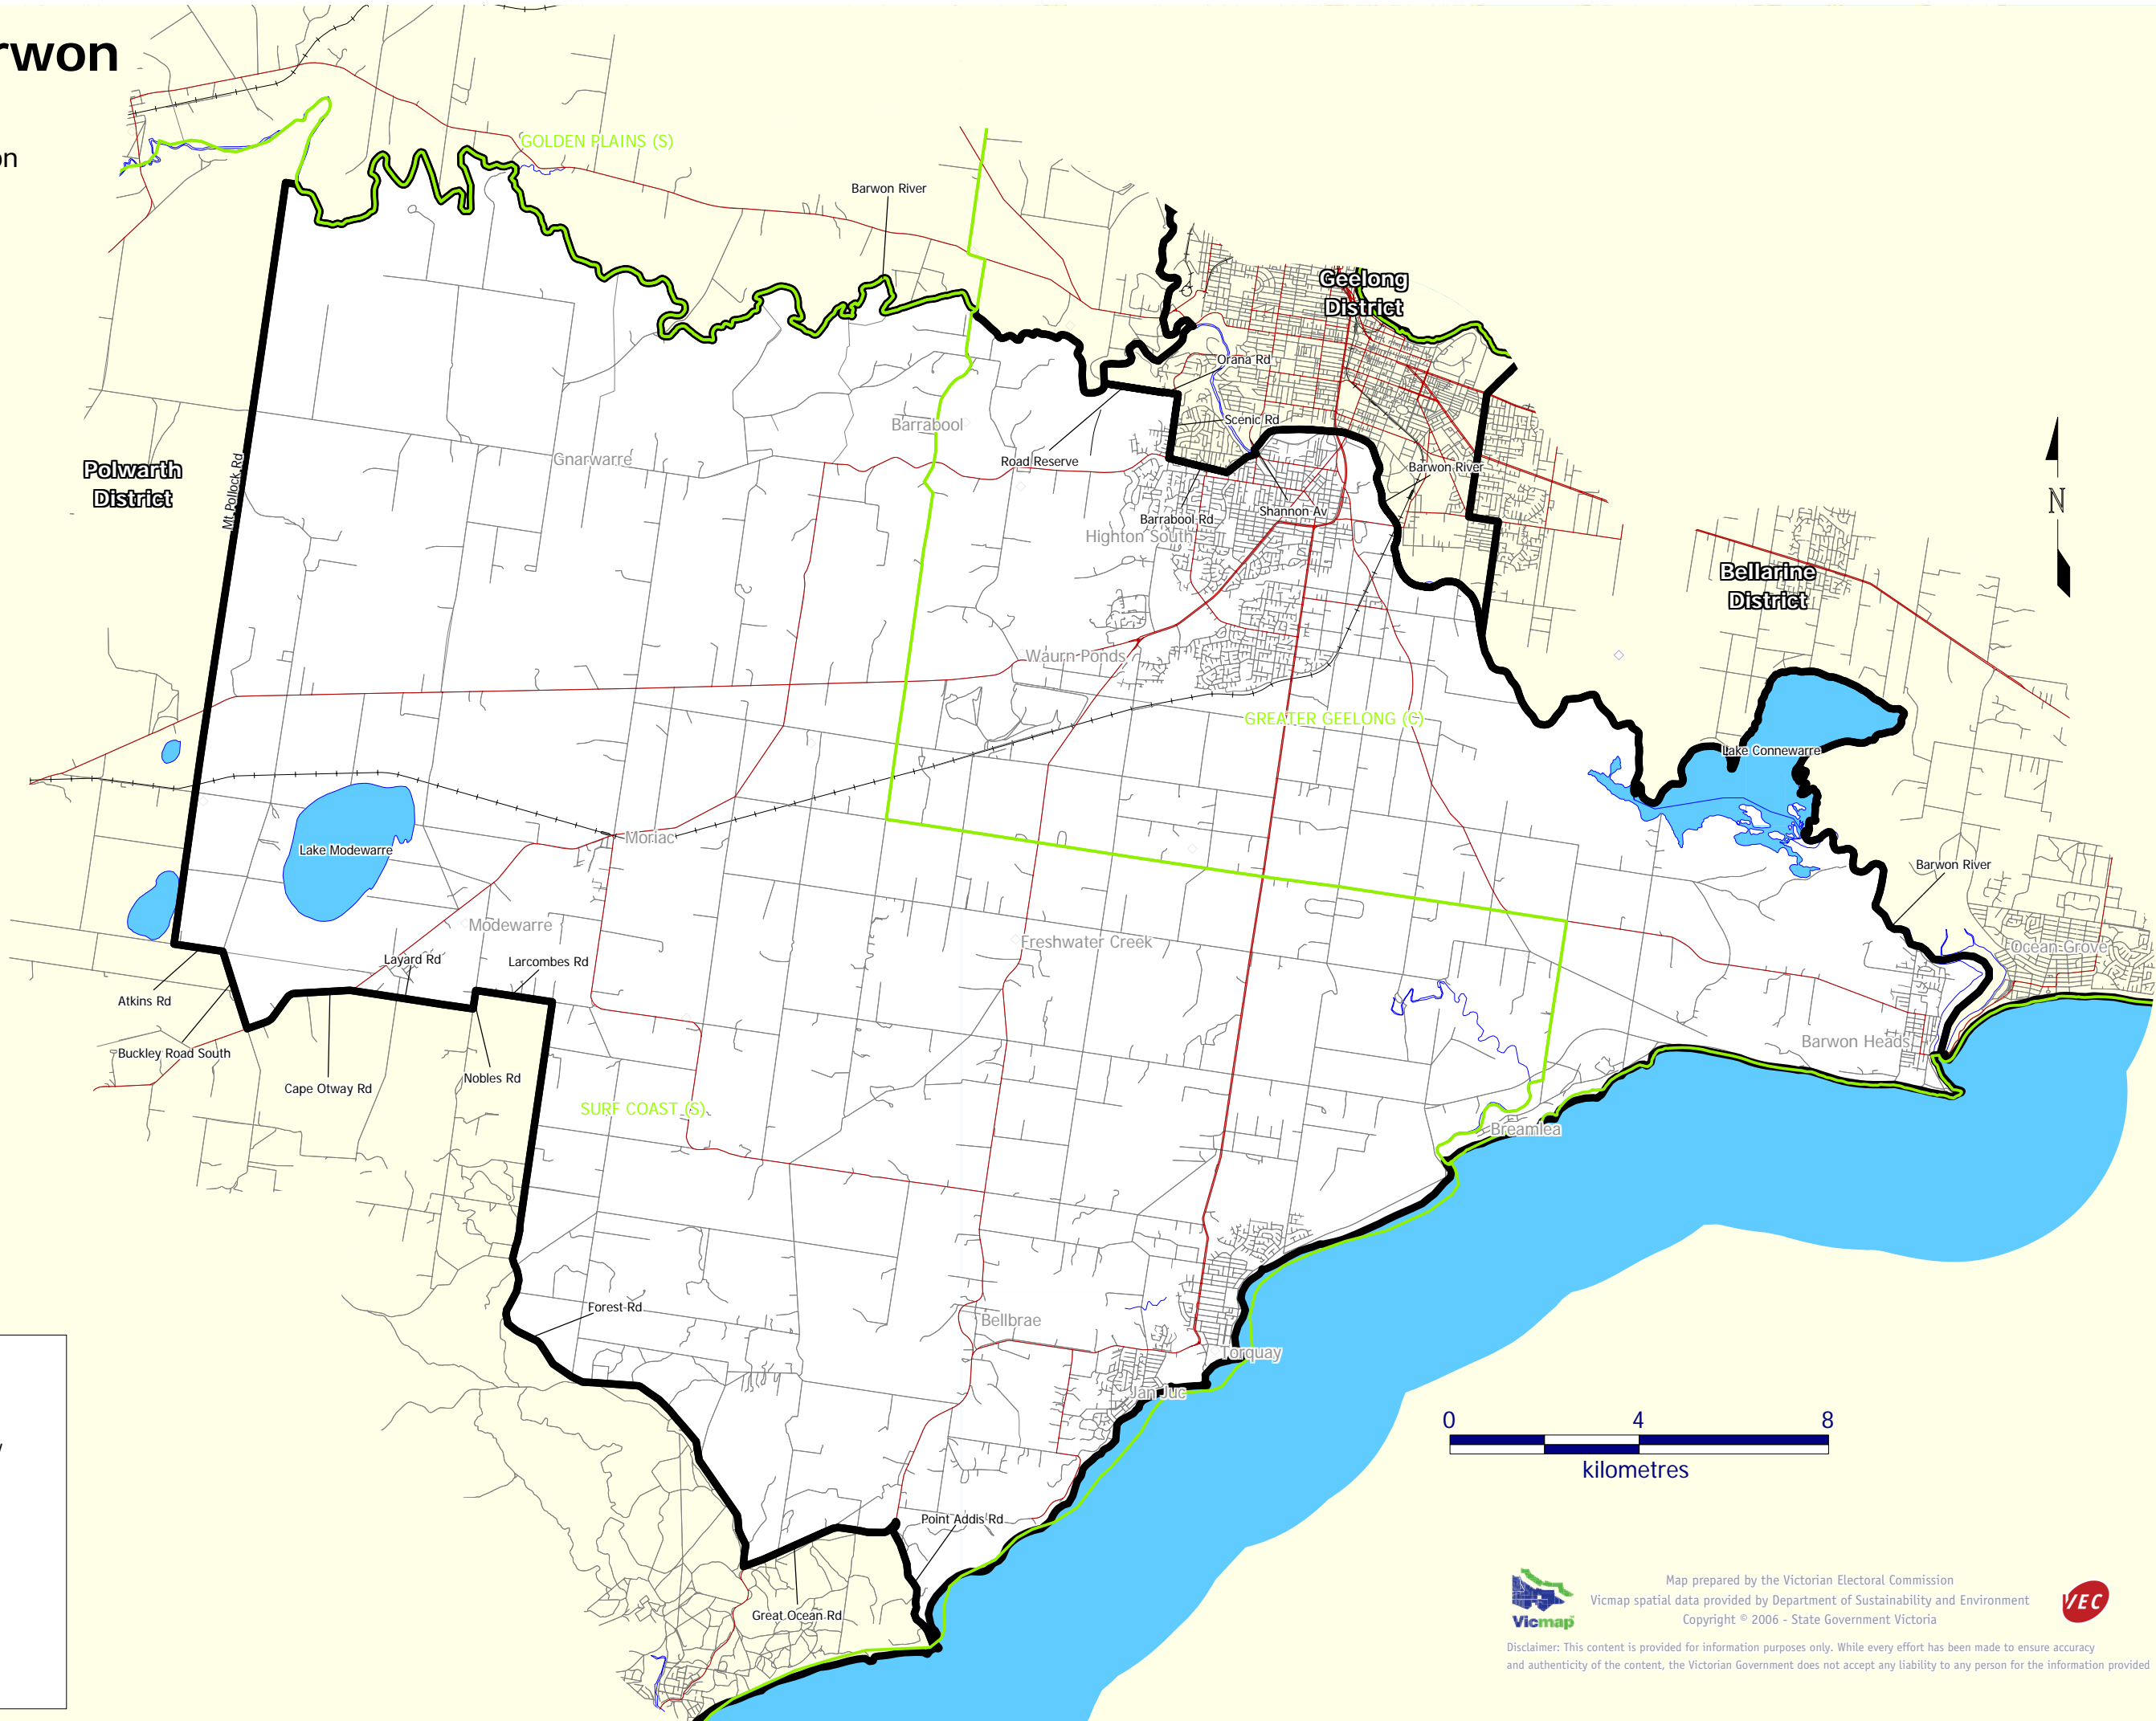 rwon
on
GOLDEN PLAINS (S)
Barwon River
Geelong
District
Orana Rd
Scenic Rd
Barrabool
Gnarwarre
Road Reserve
Barwon River
Polwarth
District
Mt Pollock Rd
N
Barrabool Rd
Shannon Av
Highton South
Bellarine
District
Waurn Ponds
GREATER GEELONG (C)
Lake Connewarre
Moriac
Lake Modewarre
Barwon River
Modewarre
Freshwater Creek
Ocean Grove
Layard Rd
Larcombes Rd
Atkins Rd
Barwon Heads
Buckley Road South
Nobles Rd
Cape Otway Rd
SURF COAST (S)
Breamlea
Forest Rd
Bellbrae
Torquay
Jan Juc
0 4 8
kilometres
Point Addis Rd
Great Ocean Rd
Vicmap
Map prepared by the Victorian Electoral Commission
Vicmap spatial data provided by Department of Sustainability and Environment
Copyright © 2006 - State Government Victoria
VEC
Disclaimer: This content is provided for information purposes only. While every effort has been made to ensure accuracy
and authenticity of the content, the Victorian Government does not accept any liability to any person for the information provided